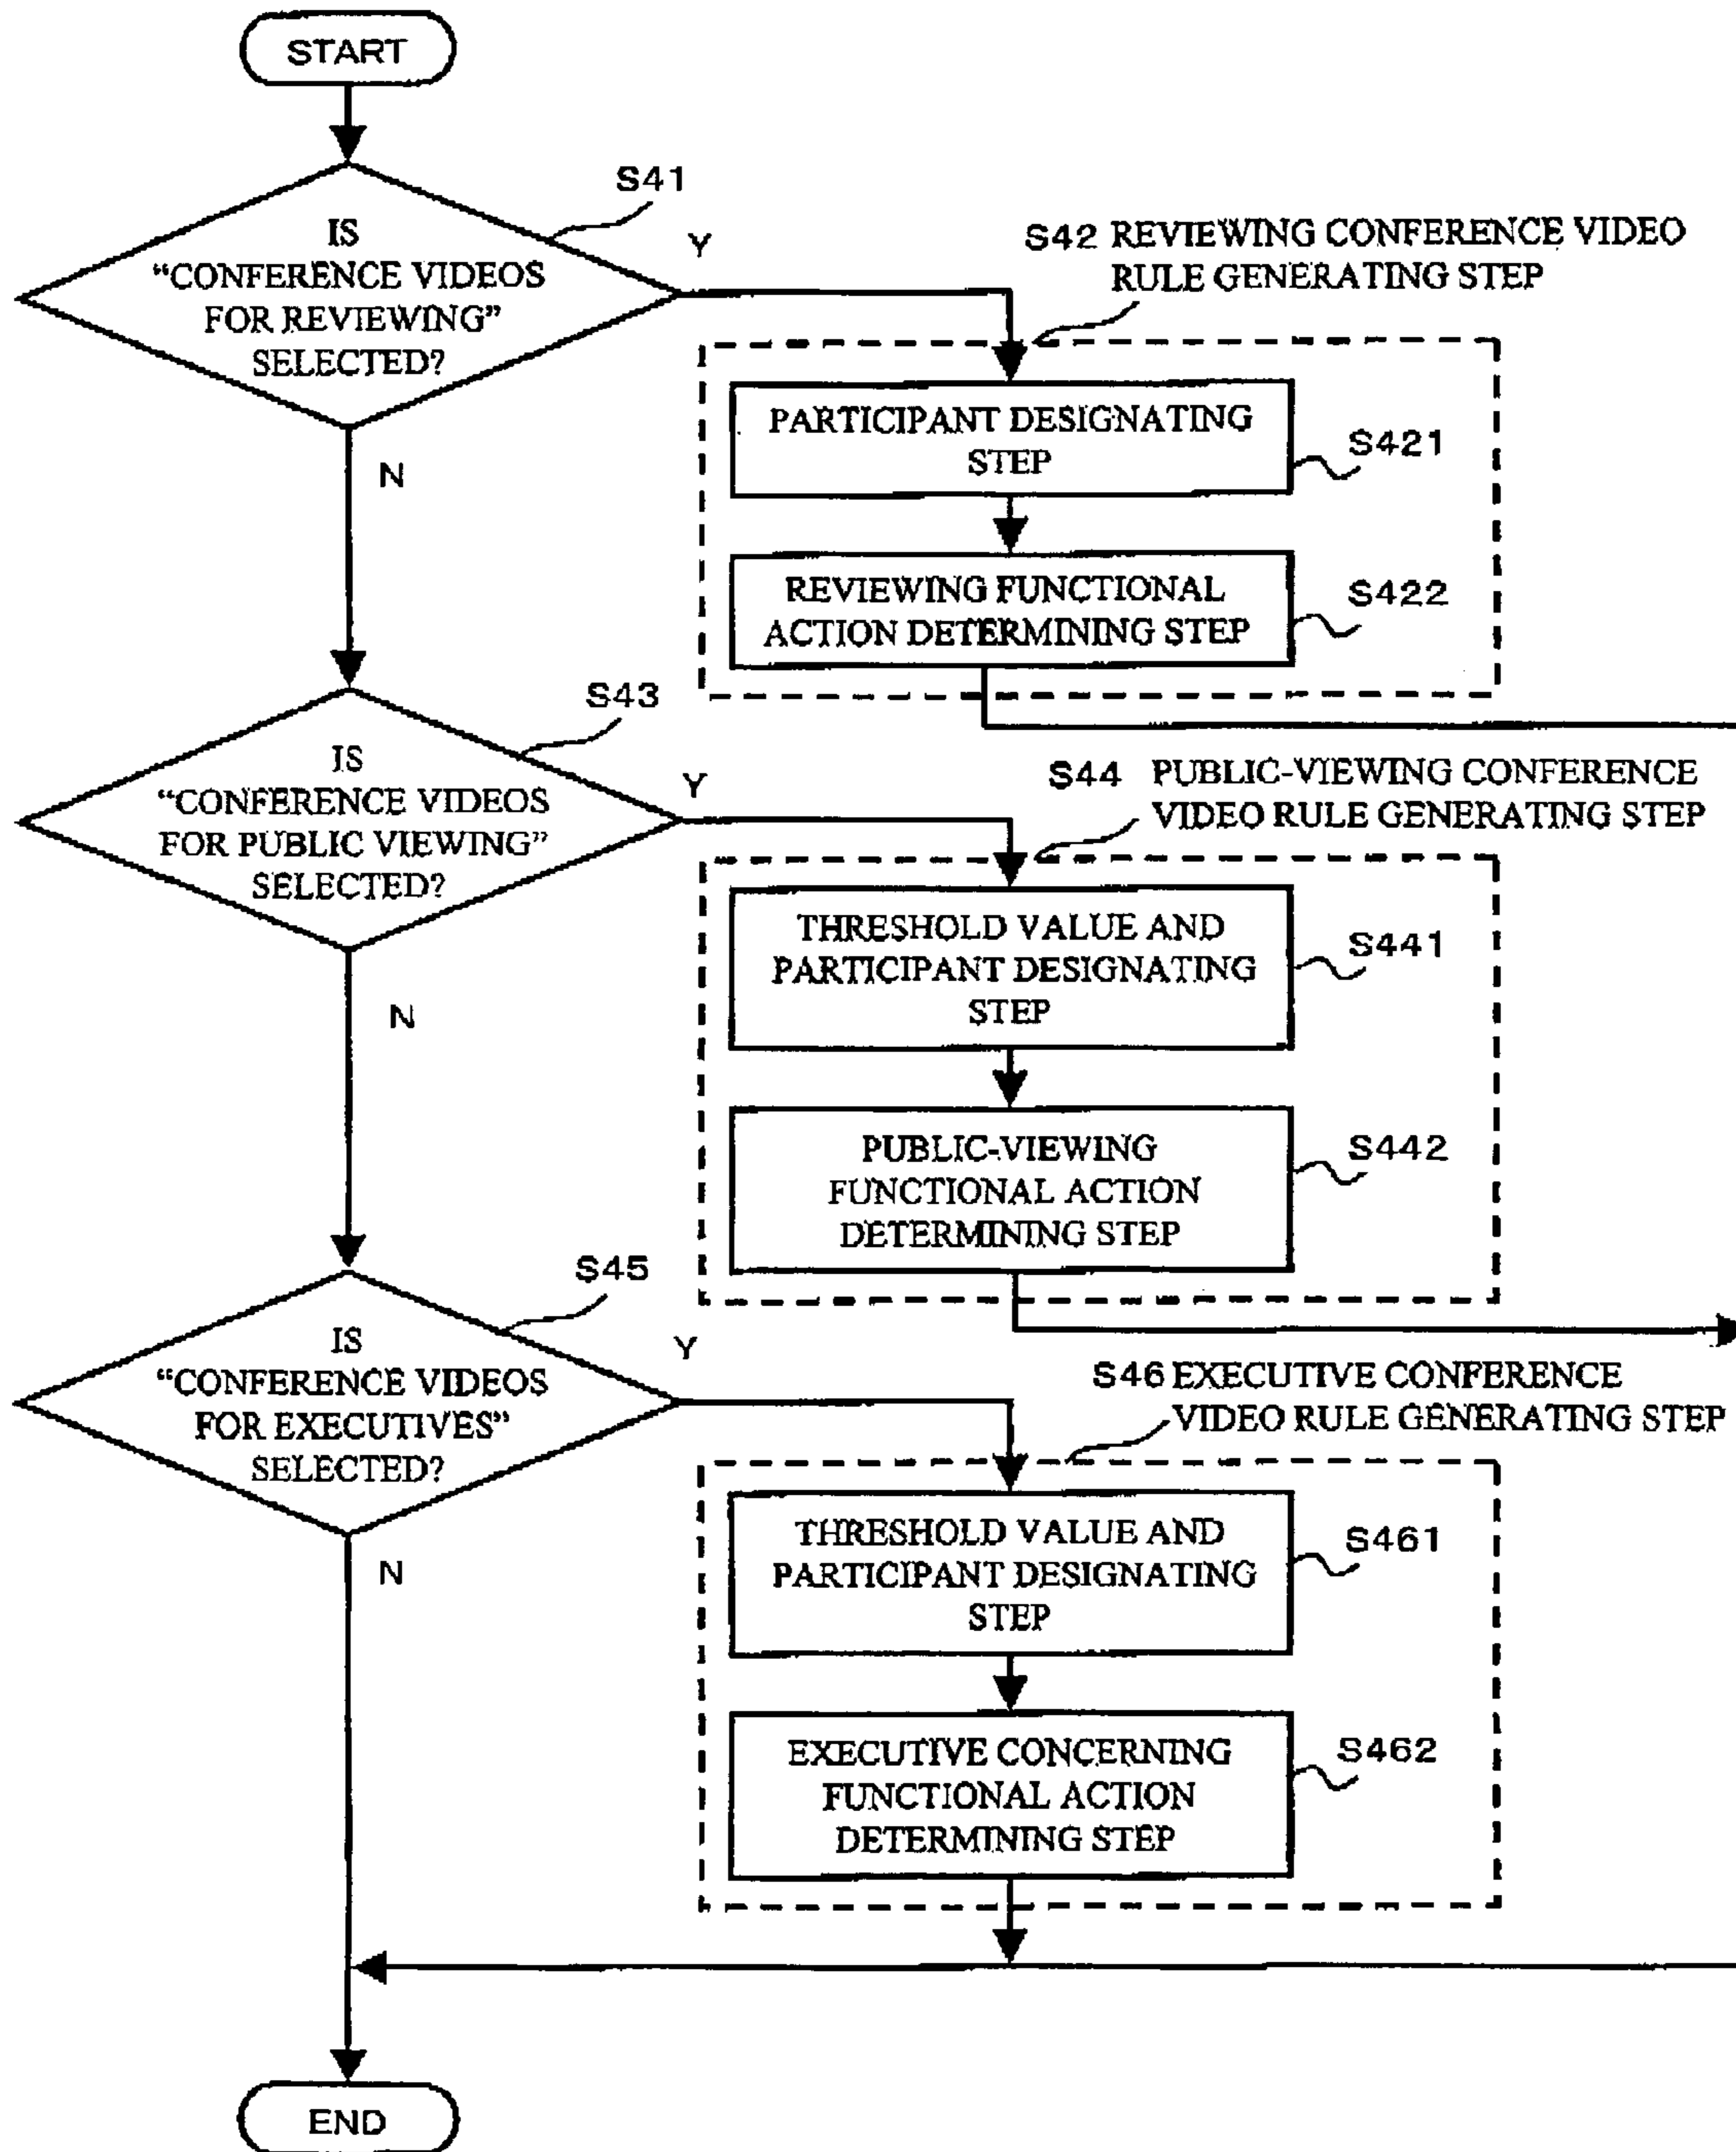 START
S41
IS
“CONFERENCE VIDEOS
FOR REVIEWING”
SELECTED?
Y
N
S42 REVIEWING CONFERENCE VIDEO
RULE GENERATING STEP
PARTICIPANT DESIGNATING
STEP
S421
REVIEWING FUNCTIONAL
ACTION DETERMINING STEP
S422
S43
IS
“CONFERENCE VIDEOS
FOR PUBLIC VIEWING”
SELECTED?
Y
N
S44 PUBLIC-VIEWING CONFERENCE
VIDEO RULE GENERATING STEP
THRESHOLD VALUE AND
PARTICIPANT DESIGNATING
STEP
S441
PUBLIC-VIEWING
FUNCTIONAL ACTION
DETERMINING STEP
S442
S45
IS
“CONFERENCE VIDEOS
FOR EXECUTIVES”
SELECTED?
Y
N
S46 EXECUTIVE CONFERENCE
VIDEO RULE GENERATING STEP
THRESHOLD VALUE AND
PARTICIPANT DESIGNATING
STEP
S461
EXECUTIVE CONCERNING
FUNCTIONAL ACTION
DETERMINING STEP
S462
END